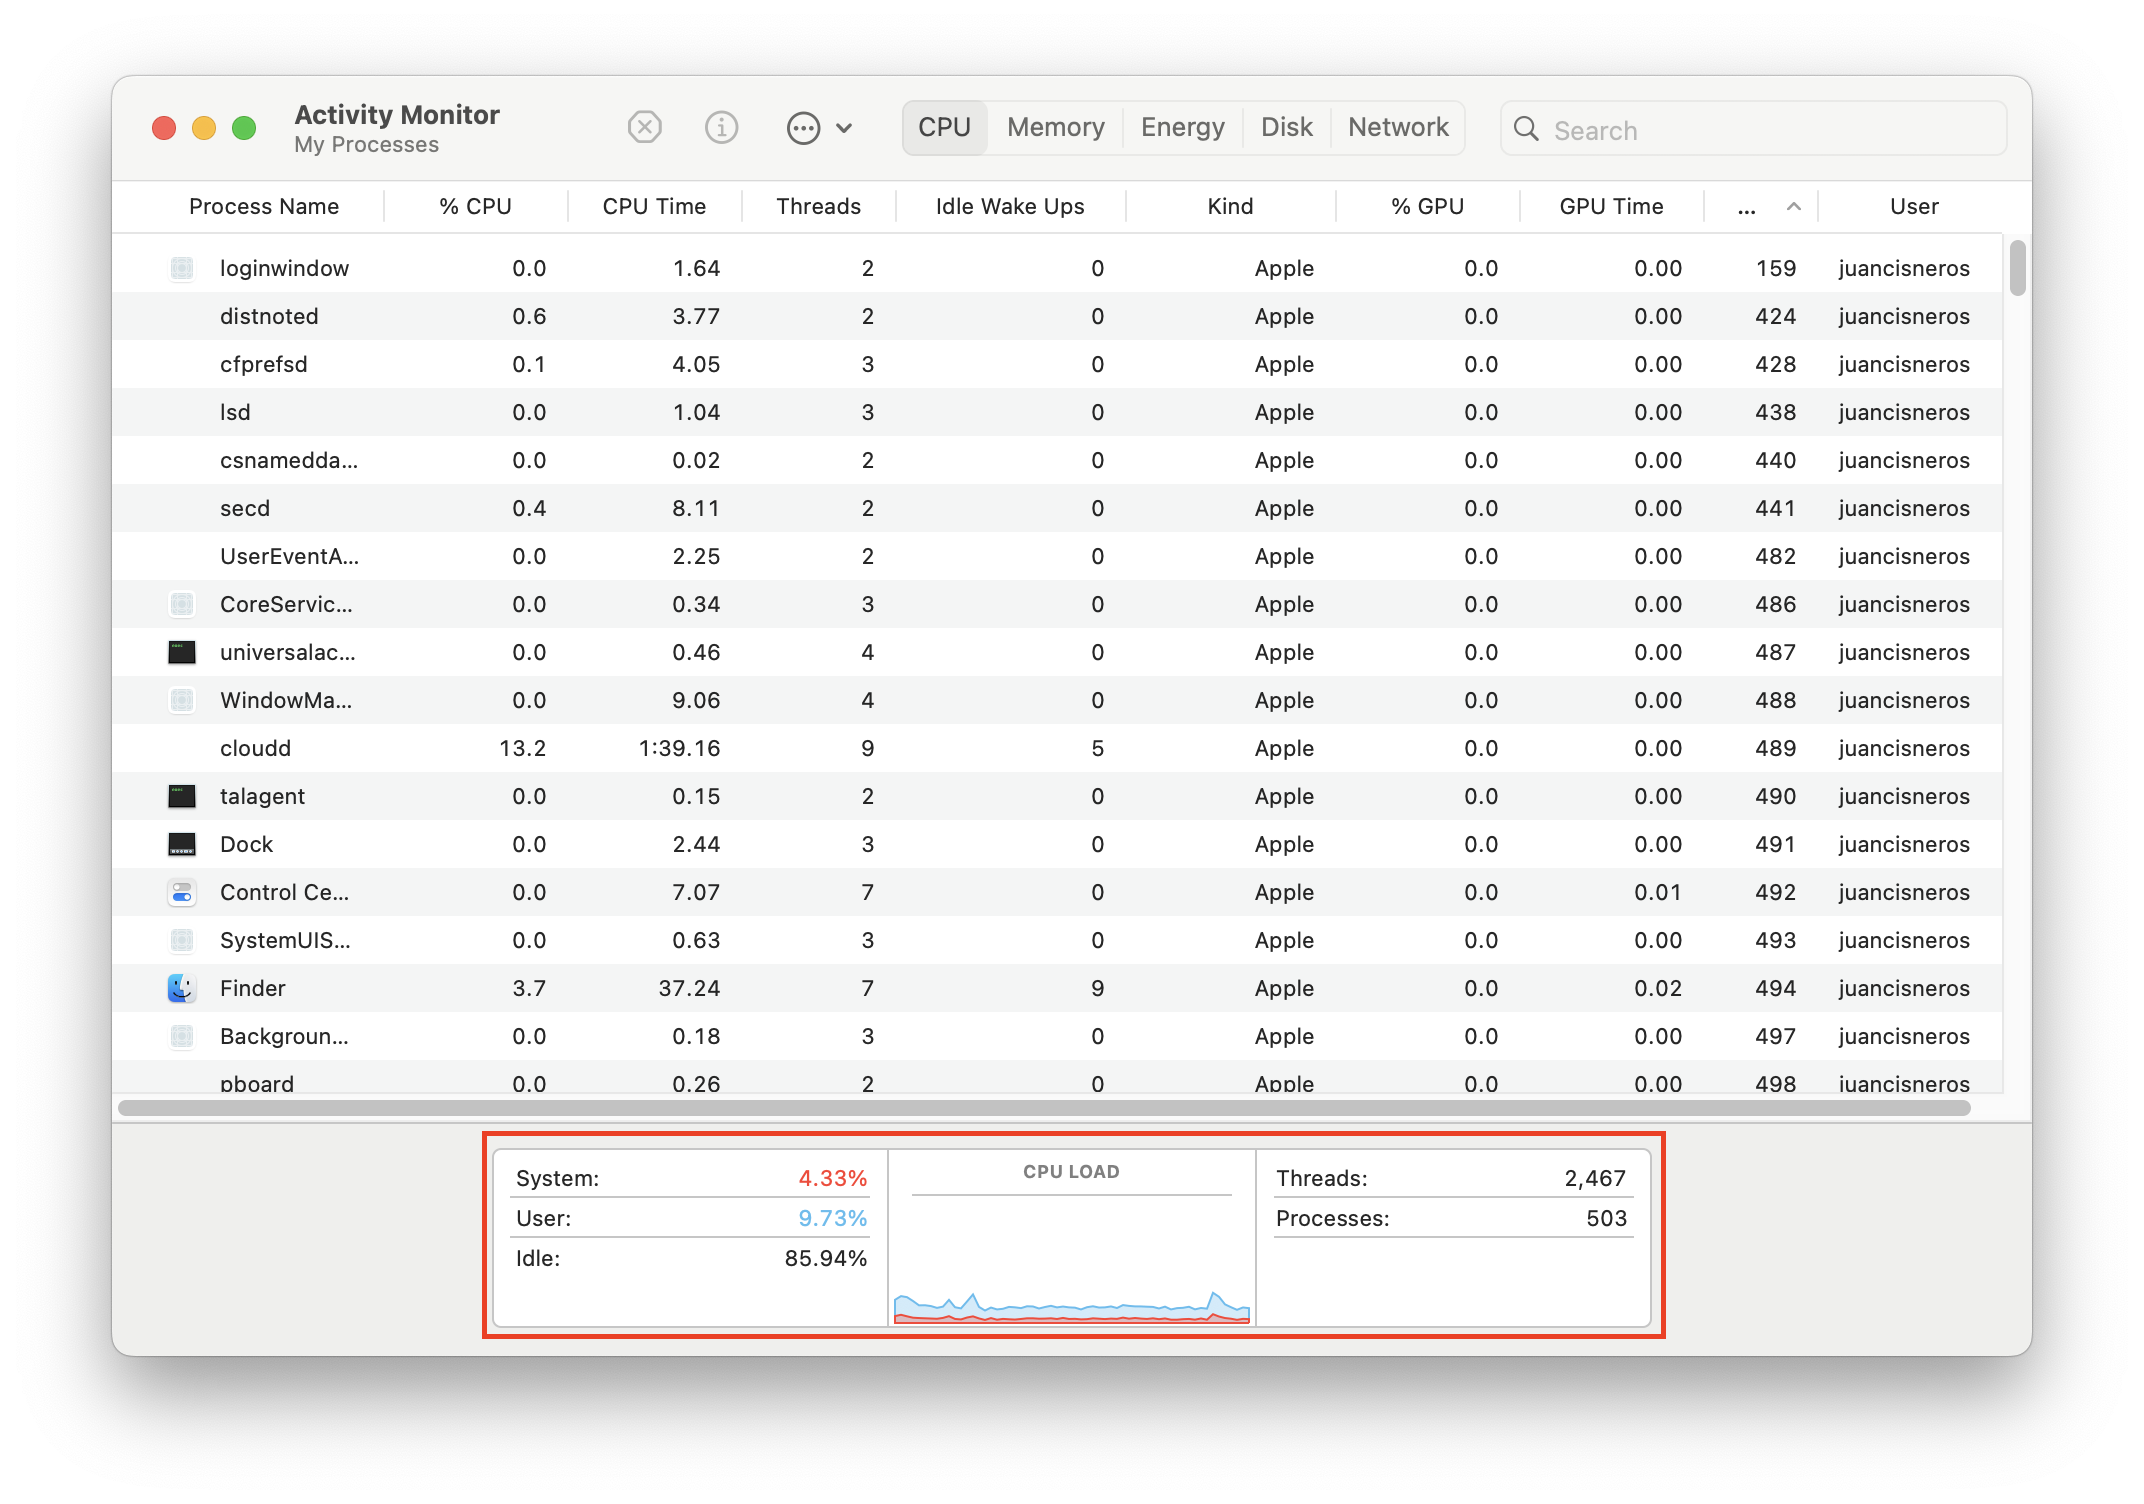 Activity Monitor
My Processes
CPU Memory Energy Disk Network
Search
Process Name % CPU CPU Time Threads Idle Wake Ups Kind % GPU GPU Time ... User
loginwindow 0.0 1.64 2 0 Apple 0.0 0.00 159 juancisneros
distnoted 0.6 3.77 2 0 Apple 0.0 0.00 424 juancisneros
cfprefsd 0.1 4.05 3 0 Apple 0.0 0.00 428 juancisneros
lsd 0.0 1.04 3 0 Apple 0.0 0.00 438 juancisneros
csnamedda... 0.0 0.02 2 0 Apple 0.0 0.00 440 juancisneros
secd 0.4 8.11 2 0 Apple 0.0 0.00 441 juancisneros
UserEventA... 0.0 2.25 2 0 Apple 0.0 0.00 482 juancisneros
CoreServic... 0.0 0.34 3 0 Apple 0.0 0.00 486 juancisneros
universalac... 0.0 0.46 4 0 Apple 0.0 0.00 487 juancisneros
WindowMa... 0.0 9.06 4 0 Apple 0.0 0.00 488 juancisneros
cloudd 13.2 1:39.16 9 5 Apple 0.0 0.00 489 juancisneros
talagent 0.0 0.15 2 0 Apple 0.0 0.00 490 juancisneros
Dock 0.0 2.44 3 0 Apple 0.0 0.00 491 juancisneros
Control Ce... 0.0 7.07 7 0 Apple 0.0 0.01 492 juancisneros
SystemUIS... 0.0 0.63 3 0 Apple 0.0 0.00 493 juancisneros
Finder 3.7 37.24 7 9 Apple 0.0 0.02 494 juancisneros
Backgroun... 0.0 0.18 3 0 Apple 0.0 0.00 497 juancisneros
pboard 0.0 0.26 2 0 Apple 0.0 0.00 498 juancisneros
System: 4.33%
User: 9.73%
Idle: 85.94%
CPU LOAD
Threads: 2,467
Processes: 503